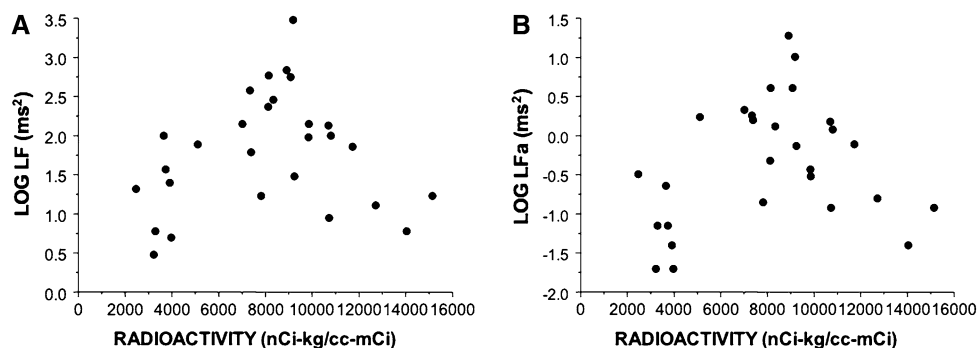 A
LOG LF (ms²)
3.5
3.0
2.5
2.0
1.5
1.0
0.5
0.0
0 2000 4000 6000 8000 10000 12000 14000 16000
RADIOACTIVITY (nCi-kg/cc-mCi)
B
LOG LFa (ms²)
1.5
1.0
0.5
0.0
-0.5
-1.0
-1.5
-2.0
0 2000 4000 6000 8000 10000 12000 14000 16000
RADIOACTIVITY (nCi-kg/cc-mCi)